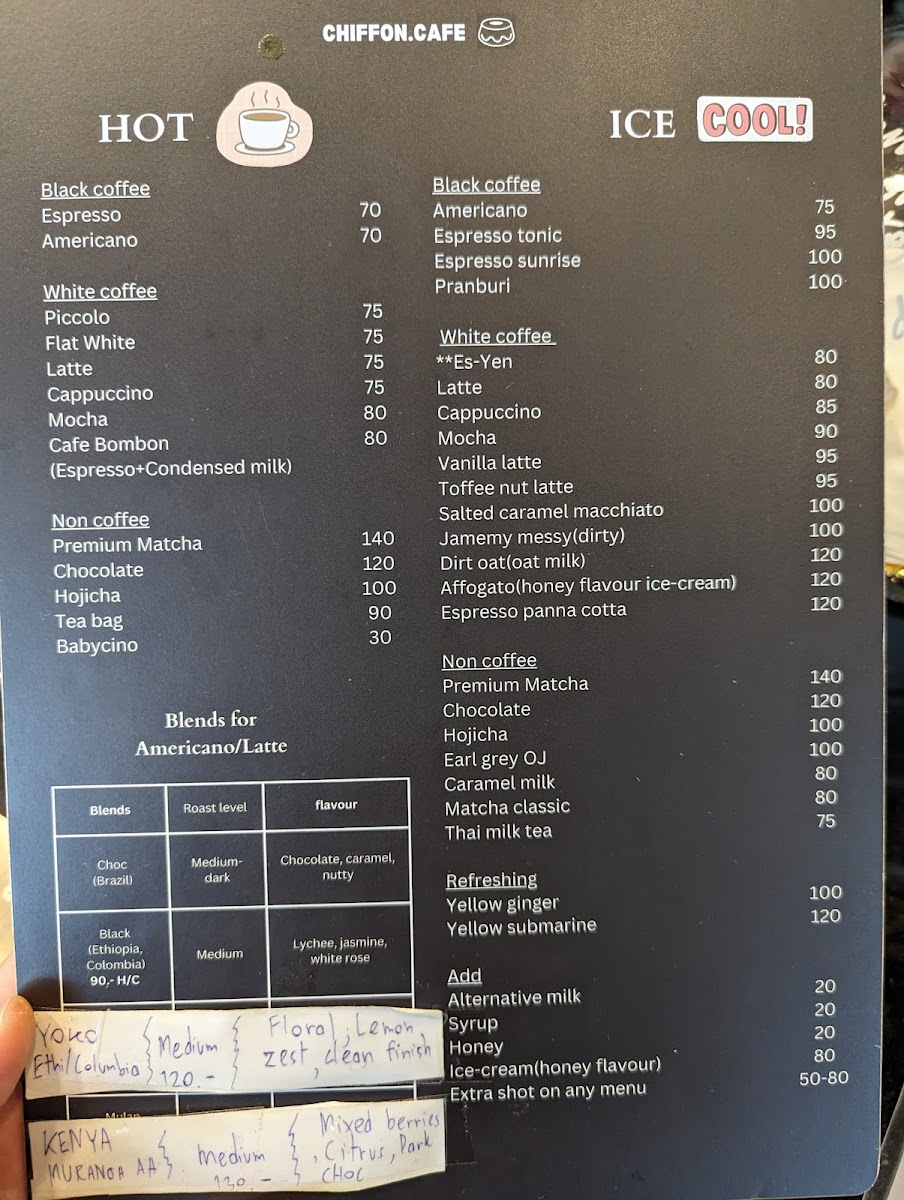 CHIFFON.CAFE
HOT
Black coffee
Espresso 70
Americano 70
White coffee
Piccolo 75
Flat White 75
Latte 75
Cappuccino 75
Mocha 80
Cafe Bombon 80
(Espresso+Condensed milk)
Non coffee
Premium Matcha 140
Chocolate 120
Hojicha 100
Tea bag 90
Babycino 30
Blends for
Americano/Latte
Blends Roast level flavour
Choc
(Brazil)
Medium-
dark
Chocolate, caramel,
nutty
Black
(Ethiopia,
Colombia)
90.- H/C
Medium
Lychee, jasmine,
white rose
YOKO
Ethi/Columbia
Medium
120.-
Floral, Lemon,
zest, clean finish
Mulan
KENYA
MURANGA AA
medium
130.-
Mixed berries
, Citrus, Dark
CHOC
ICE COOL!
Black coffee
Americano 75
Espresso tonic 95
Espresso sunrise 100
Pranburi 100
White coffee
**Es-Yen 80
Latte 80
Cappuccino 85
Mocha 90
Vanilla latte 95
Toffee nut latte 95
Salted caramel macchiato 100
Jamemy messy(dirty) 100
Dirt oat(oat milk) 120
Affogato(honey flavour ice-cream) 120
Espresso panna cotta 120
Non coffee
Premium Matcha 140
Chocolate 120
Hojicha 100
Earl grey OJ 100
Caramel milk 80
Matcha classic 80
Thai milk tea 75
Refreshing
Yellow ginger 100
Yellow submarine 120
Add
Alternative milk 20
Syrup 20
Honey 20
Ice-cream(honey flavour) 80
Extra shot on any menu 50-80